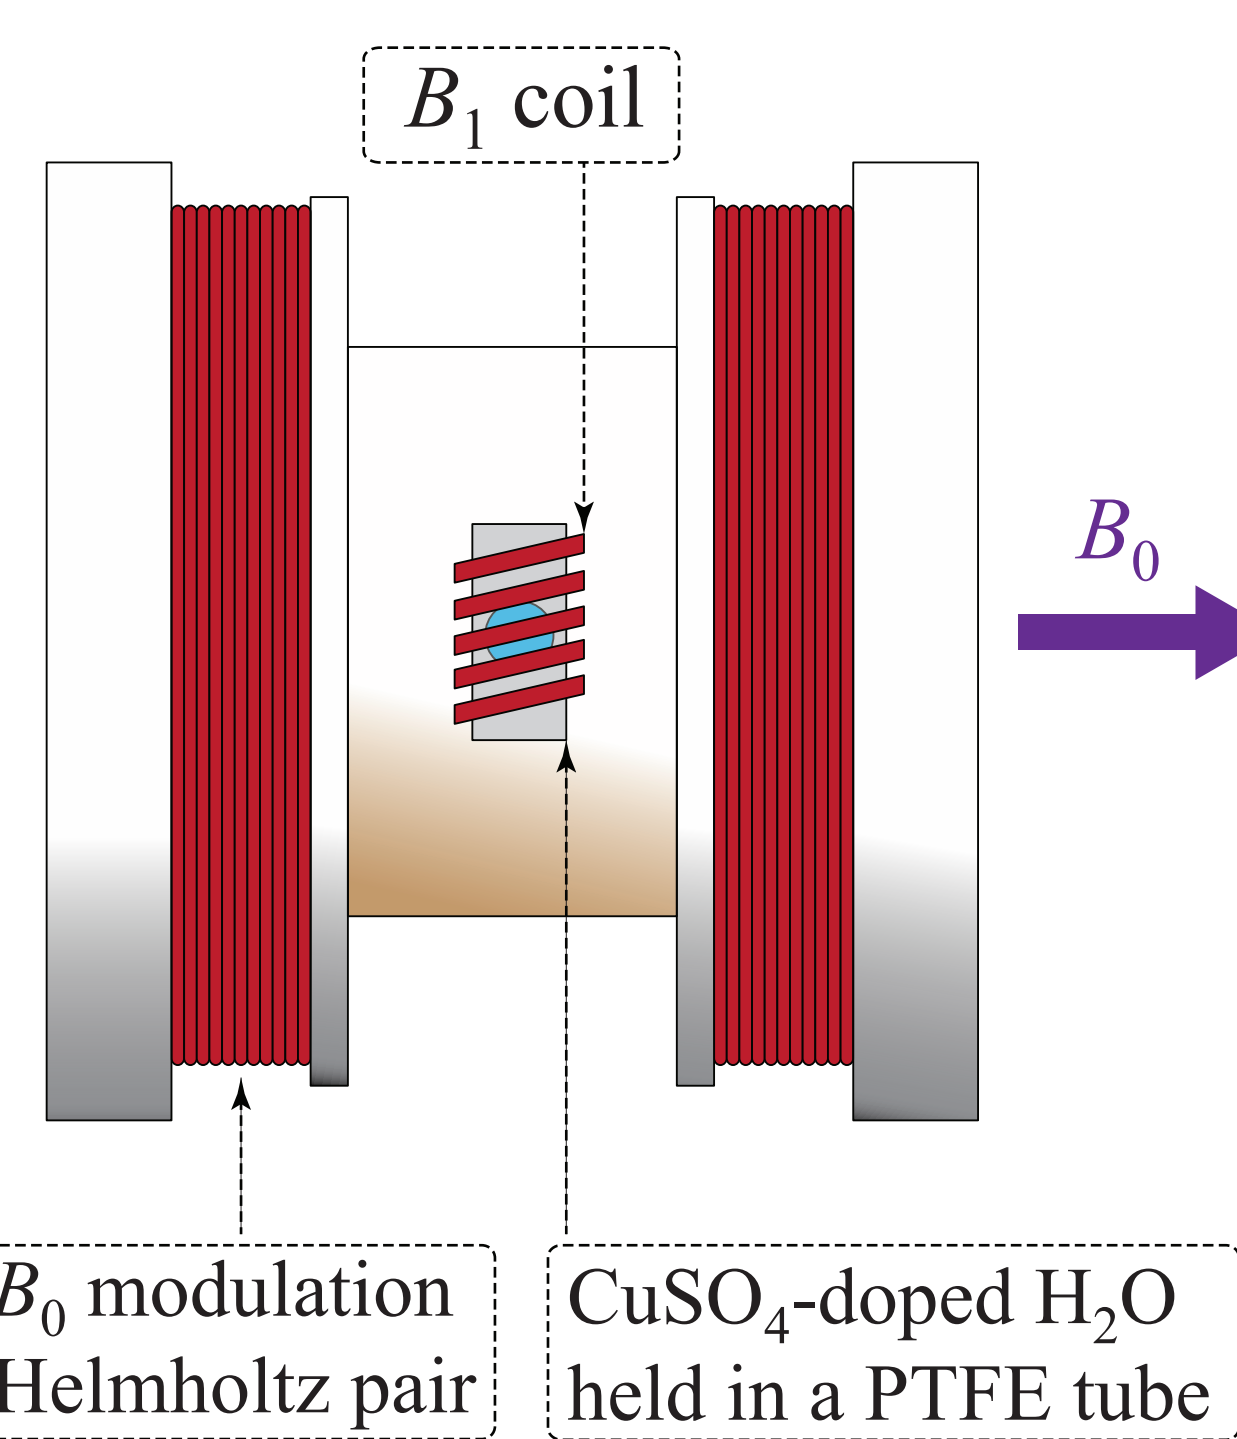 B₁ coil
B₀
B₀ modulation
Helmholtz pair
CuSO₄-doped H₂O
held in a PTFE tube